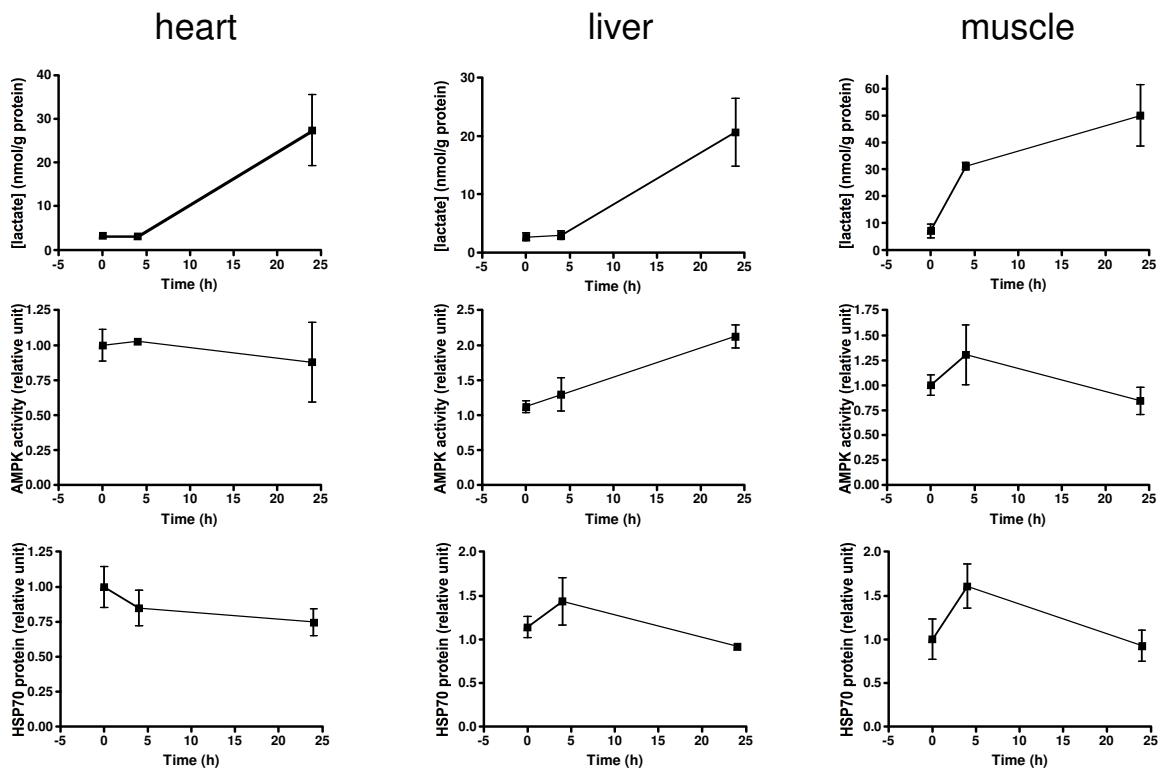 heart
liver
muscle
[lactate] (nmol/g protein)
40
30
20
10
0
-5 0 5 10 15 20 25
Time (h)
[lactate] (nmol/g protein)
30
20
10
0
-5 0 5 10 15 20 25
Time (h)
[lactate] (nmol/g protein)
60
50
40
30
20
10
0
-5 0 5 10 15 20 25
Time (h)
AMPK activity (relative unit)
1.25
1.00
0.75
0.50
0.25
0.00
-5 0 5 10 15 20 25
Time (h)
AMPK activity (relative unit)
2.5
2.0
1.5
1.0
0.5
0.0
-5 0 5 10 15 20 25
Time (h)
AMPK activity (relative unit)
1.75
1.50
1.25
1.00
0.75
0.50
0.25
0.00
-5 0 5 10 15 20 25
Time (h)
HSP70 protein (relative unit)
1.25
1.00
0.75
0.50
0.25
0.00
-5 0 5 10 15 20 25
Time (h)
HSP70 protein (relative unit)
2.0
1.5
1.0
0.5
0.0
-5 0 5 10 15 20 25
Time (h)
HSP70 protein (relative unit)
2.0
1.5
1.0
0.5
0.0
-5 0 5 10 15 20 25
Time (h)